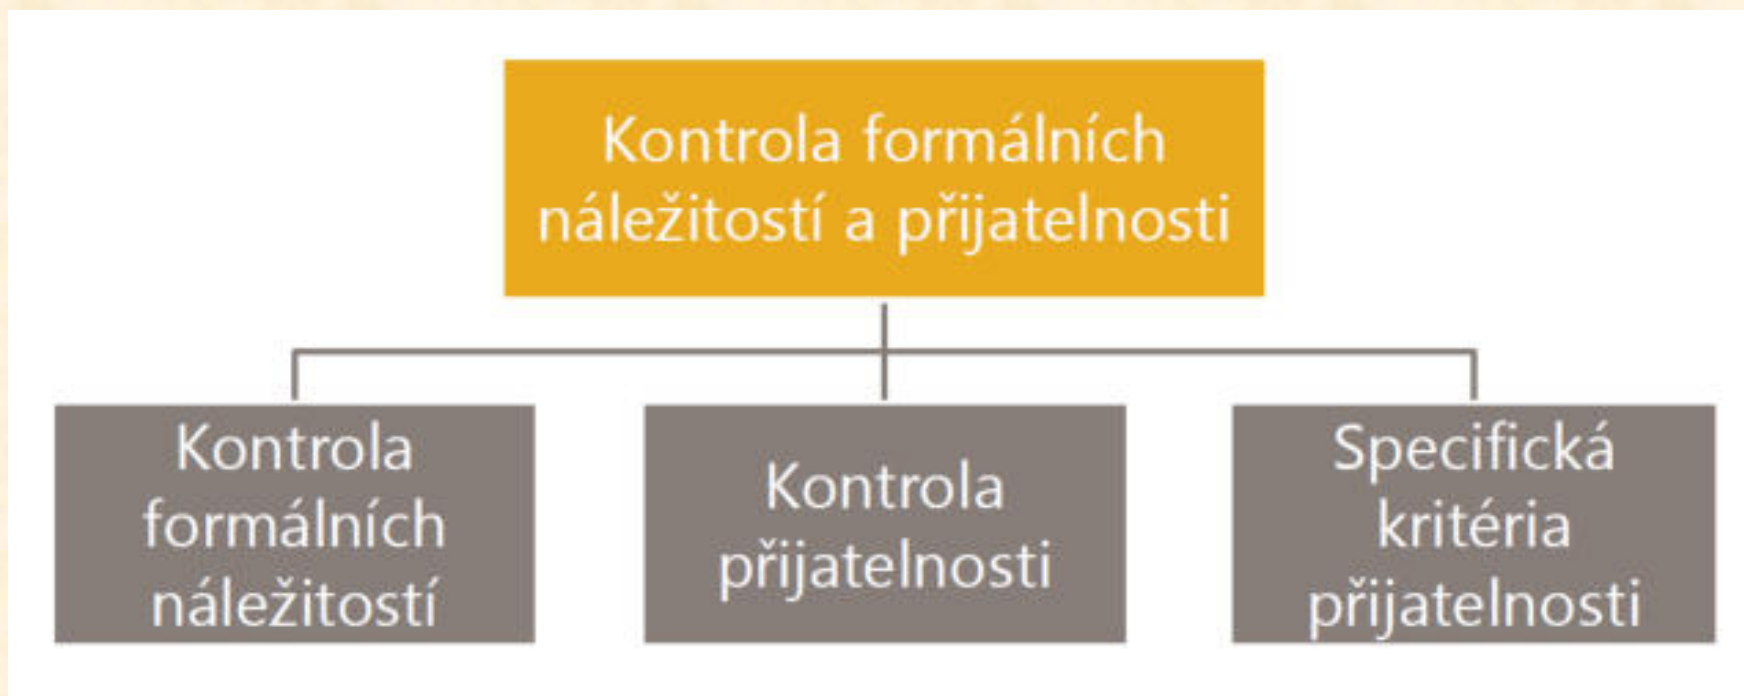 Kontrola formálních
náležitostí a přijatelnosti
Kontrola
formálních
náležitostí
Kontrola
přijatelnosti
Specifická
kritéria
přijatelnosti